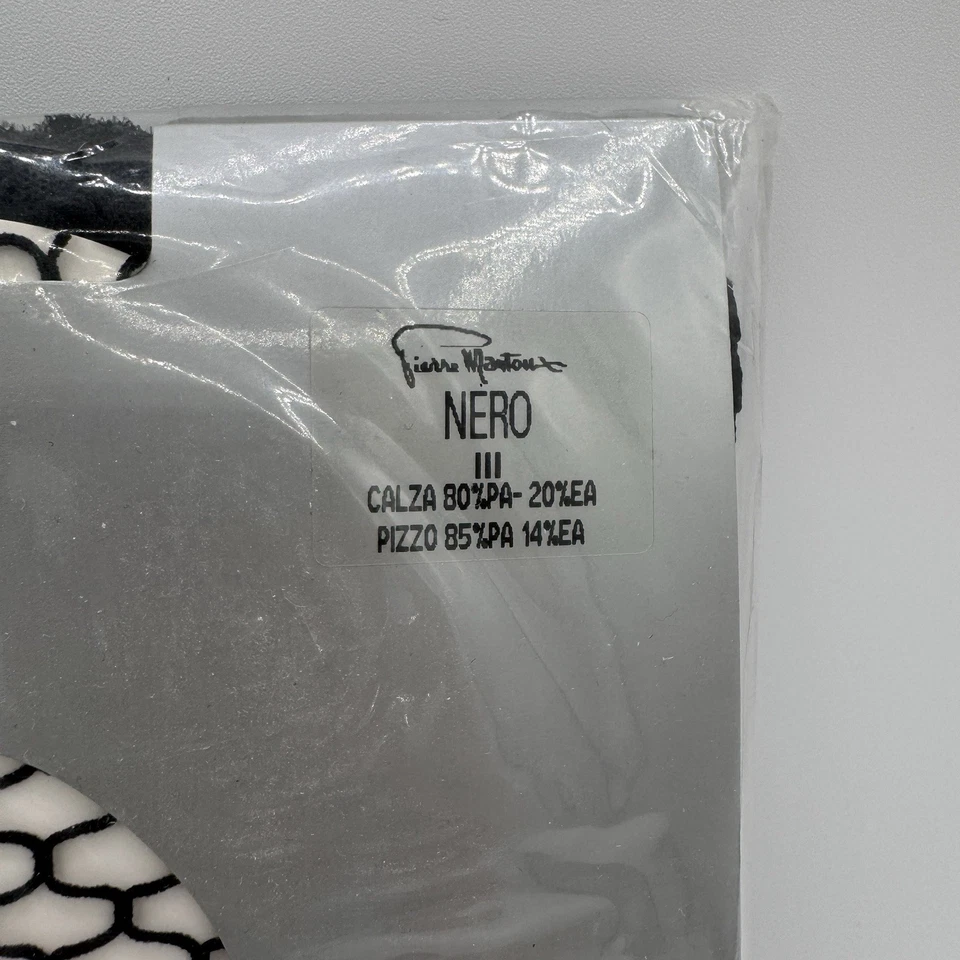 Pierre Mantoux
NERO
III
CALZA 80%PA- 20%EA
PIZZO 85%PA 14%EA